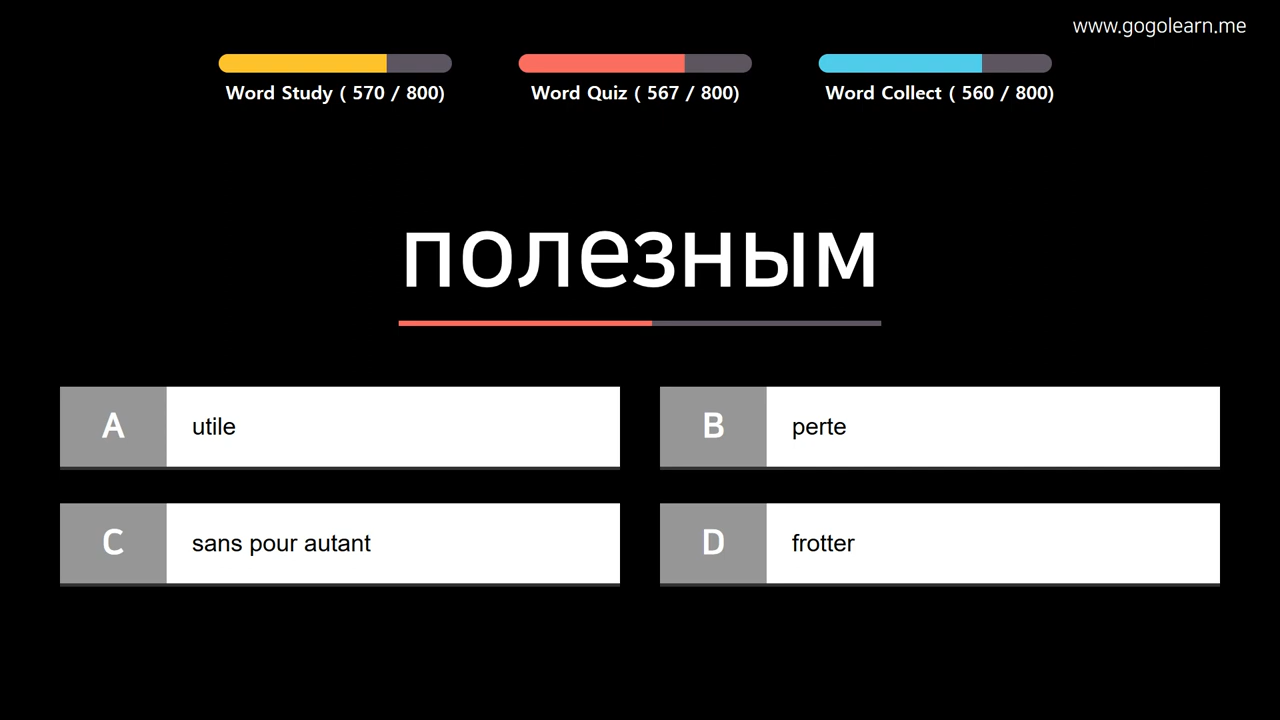 www.gogolearn.me
Word Study ( 570 / 800)
Word Quiz ( 567 / 800)
Word Collect ( 560 / 800)
полезным
A utile
B perte
C sans pour autant
D frotter